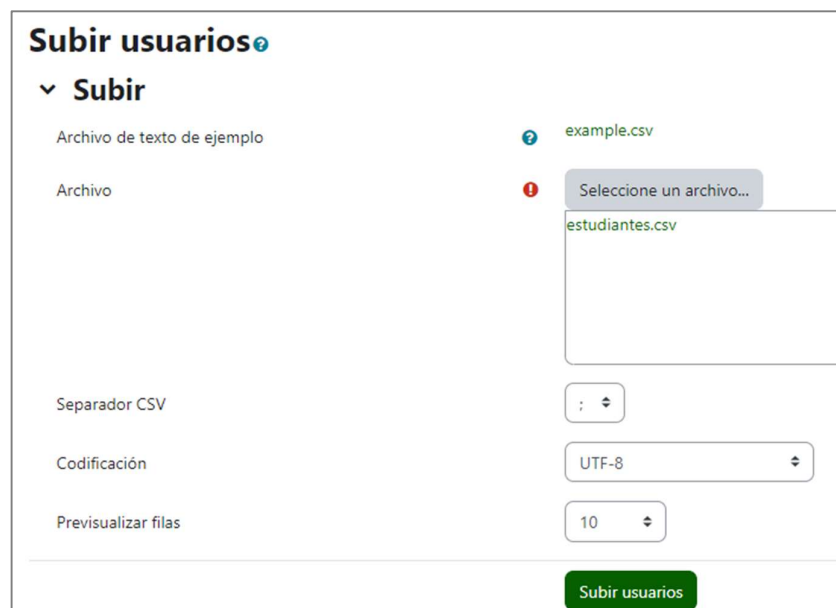 Subir usuarios
Subir
Archivo de texto de ejemplo
example.csv
Archivo
Seleccione un archivo...
estudiantes.csv
Separador CSV
;
Codificación
UTF-8
Previsualizar filas
10
Subir usuarios